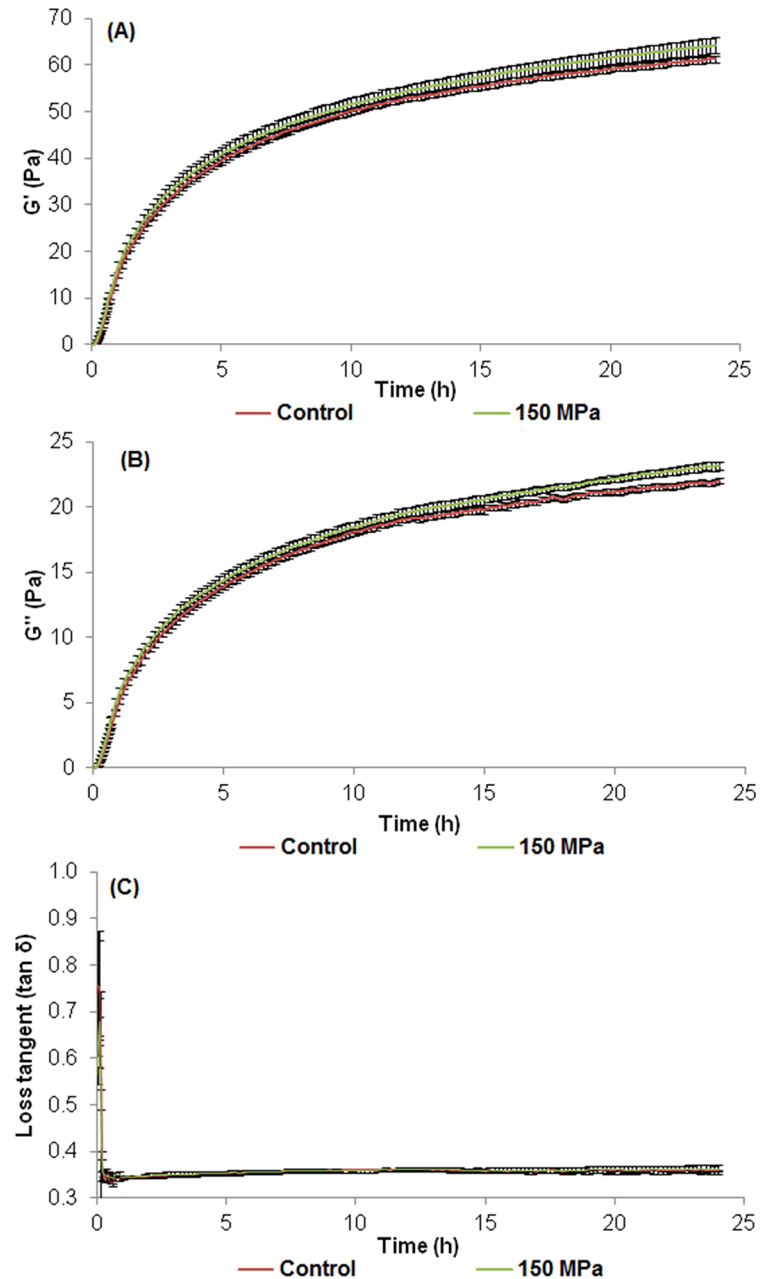 (A)
70
60
50
40
30
20
10
0
G' (Pa)
0 5 10 15 20 25
Time (h)
Control 150 MPa
(B)
25
20
15
10
5
0
G'' (Pa)
0 5 10 15 20 25
Time (h)
Control 150 MPa
(C)
1.0
0.9
0.8
0.7
0.6
0.5
0.4
0.3
Loss tangent (tan δ)
0 5 10 15 20 25
Time (h)
Control 150 MPa